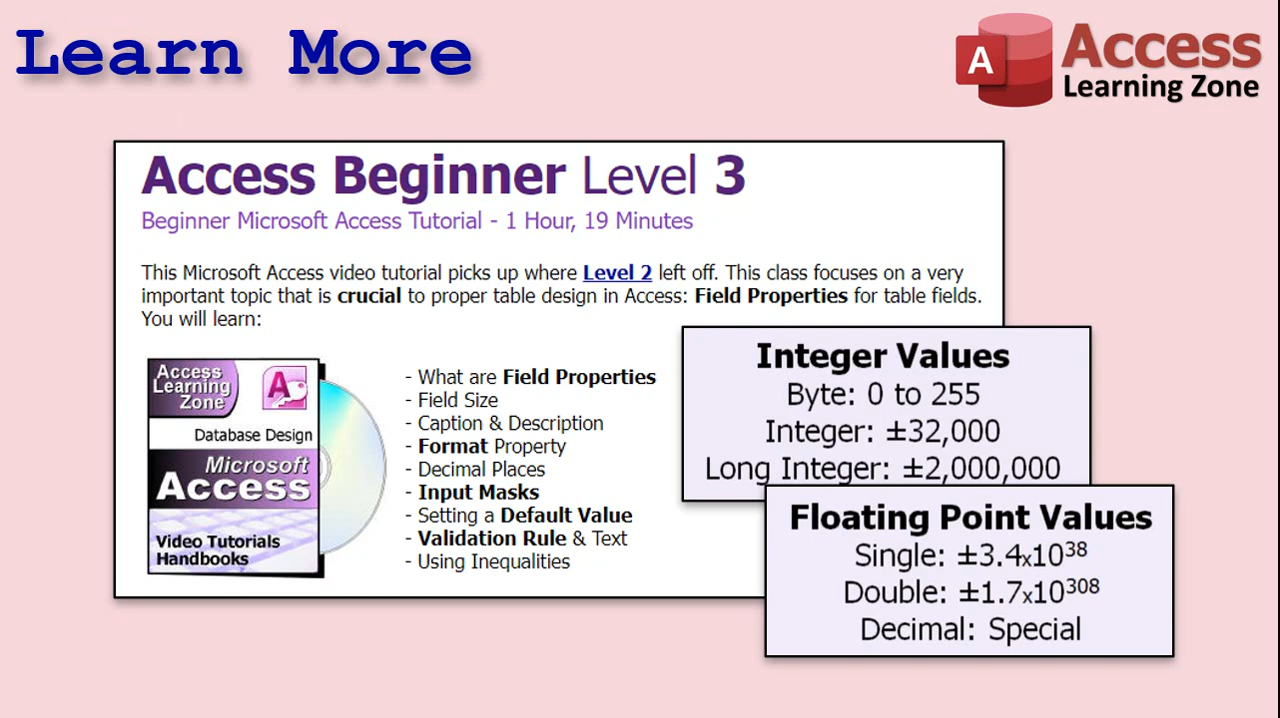 Learn More
A
Access
Learning Zone
Access Beginner Level 3
Beginner Microsoft Access Tutorial - 1 Hour, 19 Minutes
This Microsoft Access video tutorial picks up where Level 2 left off. This class focuses on a very
important topic that is crucial to proper table design in Access: Field Properties for table fields.
You will learn:
Access
Learning
Zone
A
Database Design
Microsoft
Access
Video Tutorials
Handbooks
- What are Field Properties
- Field Size
- Caption & Description
- Format Property
- Decimal Places
- Input Masks
- Setting a Default Value
- Validation Rule & Text
- Using Inequalities
Integer Values
Byte: 0 to 255
Integer: ±32,000
Long Integer: ±2,000,000
Floating Point Values
Single: ±3.4x10³⁸
Double: ±1.7x10³⁰⁸
Decimal: Special